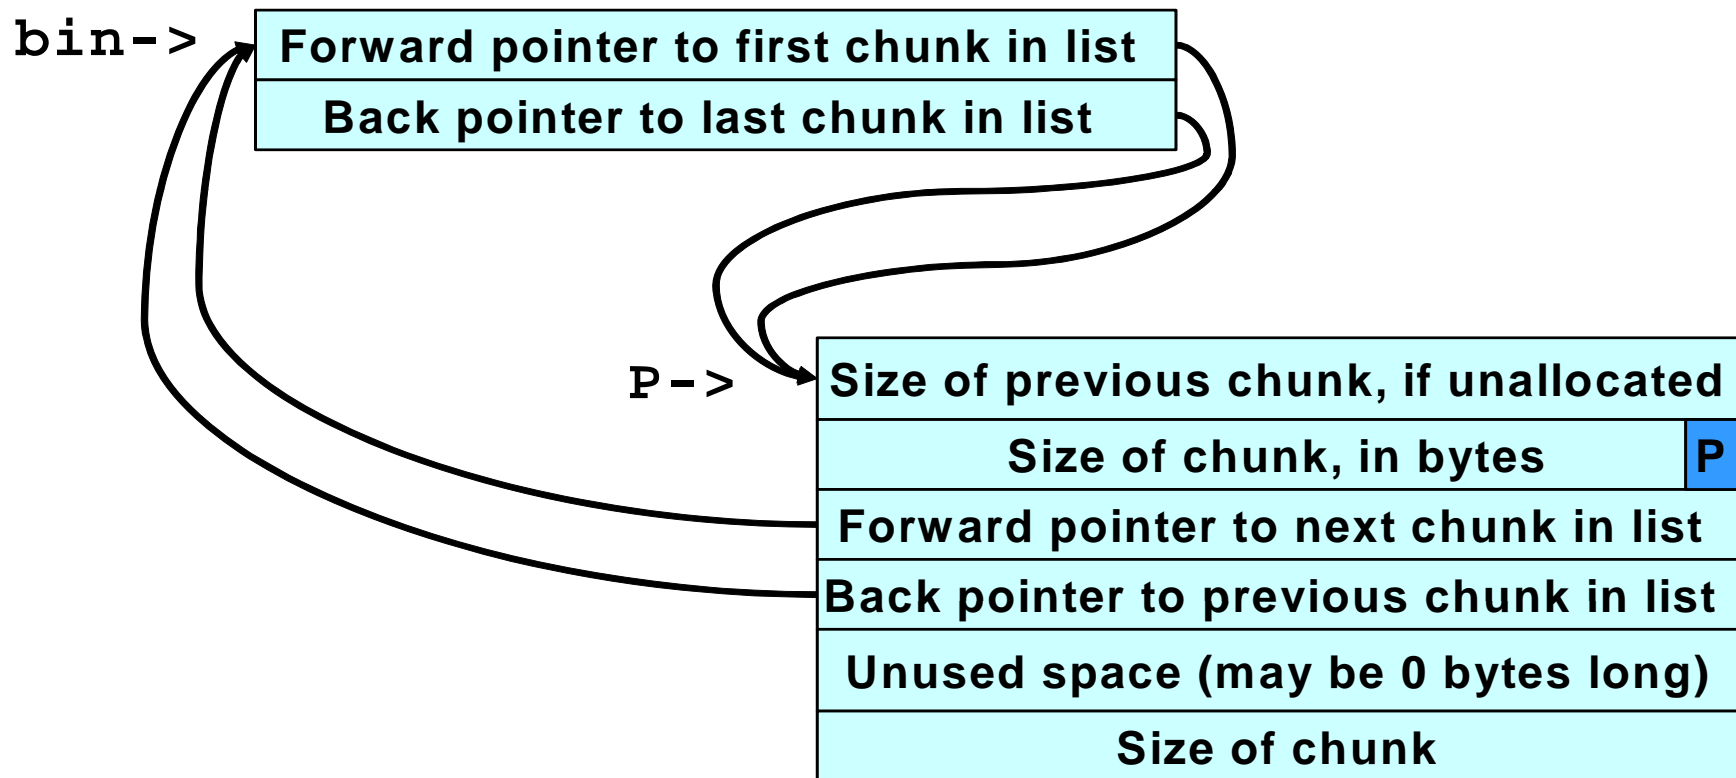 bin->
Forward pointer to first chunk in list
Back pointer to last chunk in list
P->
Size of previous chunk, if unallocated
Size of chunk, in bytes P
Forward pointer to next chunk in list
Back pointer to previous chunk in list
Unused space (may be 0 bytes long)
Size of chunk